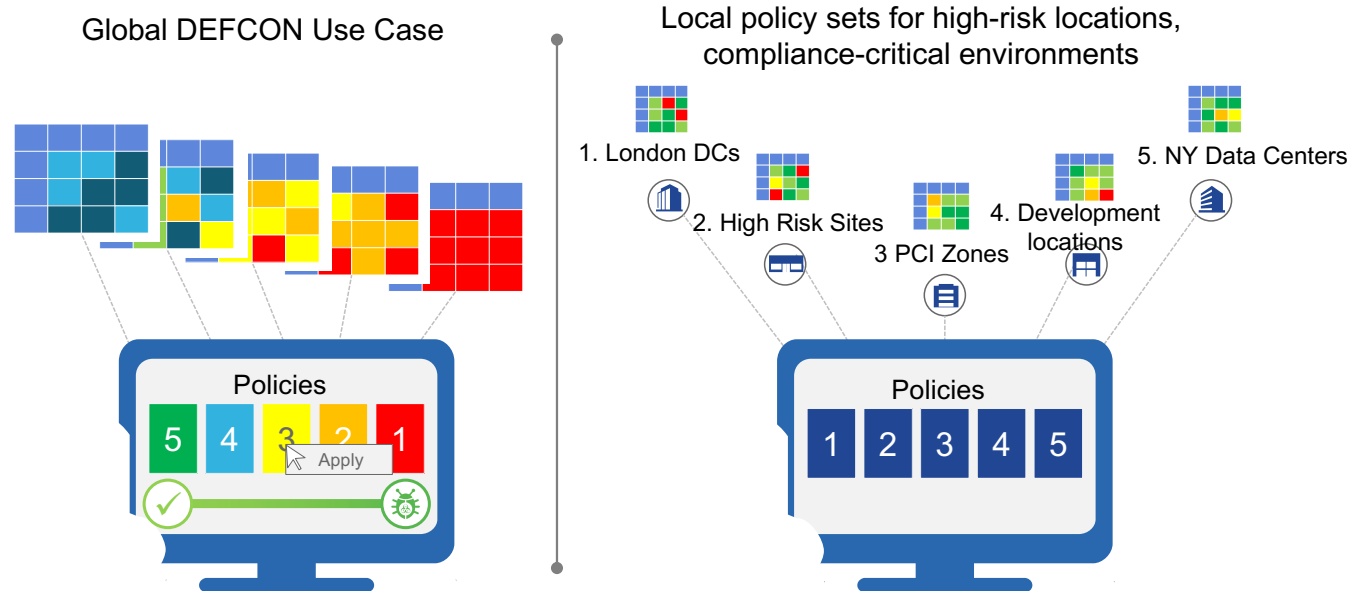 Global DEFCON Use Case
Policies
5 4 3 2 1
Apply
Local policy sets for high-risk locations,
compliance-critical environments
1. London DCs
2. High Risk Sites
3 PCI Zones
4. Development
locations
5. NY Data Centers
Policies
1 2 3 4 5